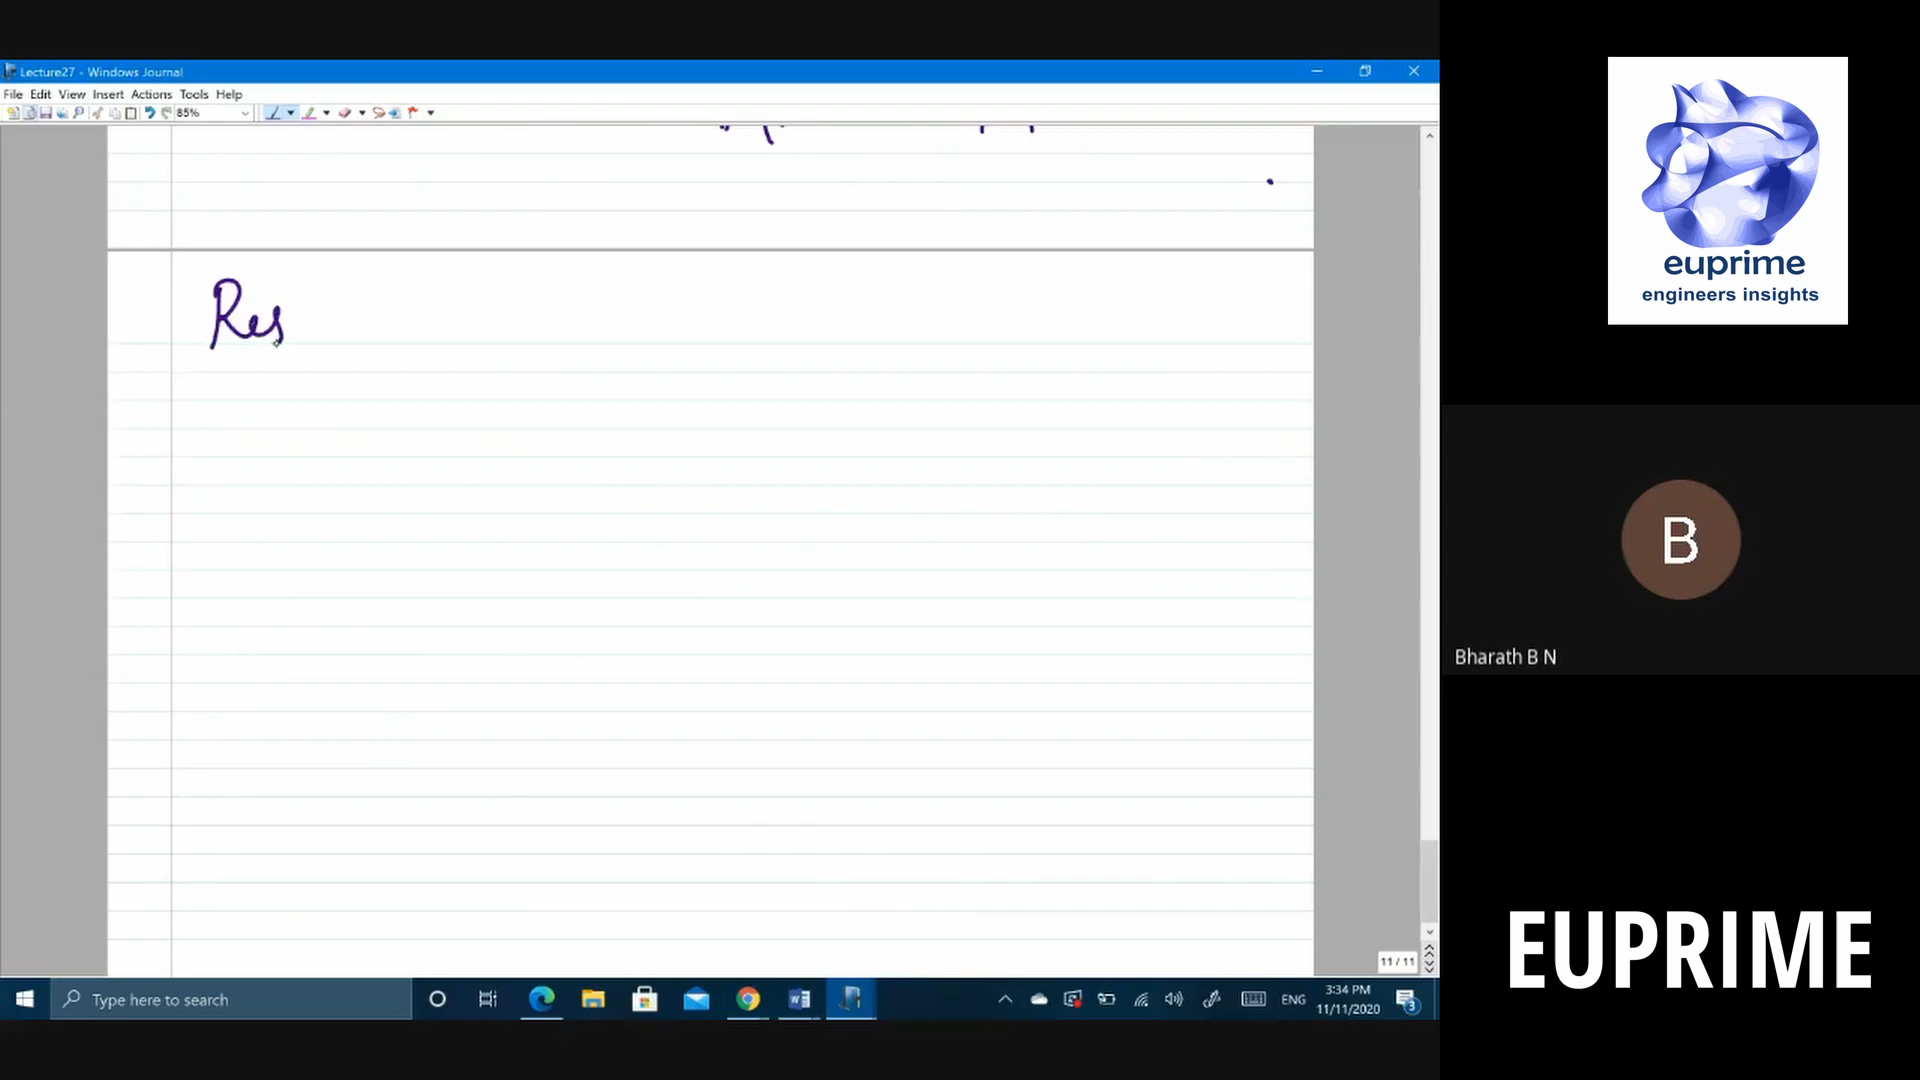 Lecture27 - Windows Journal
File Edit View Insert Actions Tools Help
85%
Res
11 / 11
Type here to search
ENG
3:34 PM
11/11/2020
3
euprime
engineers insights
B
Bharath B N
EUPRIME